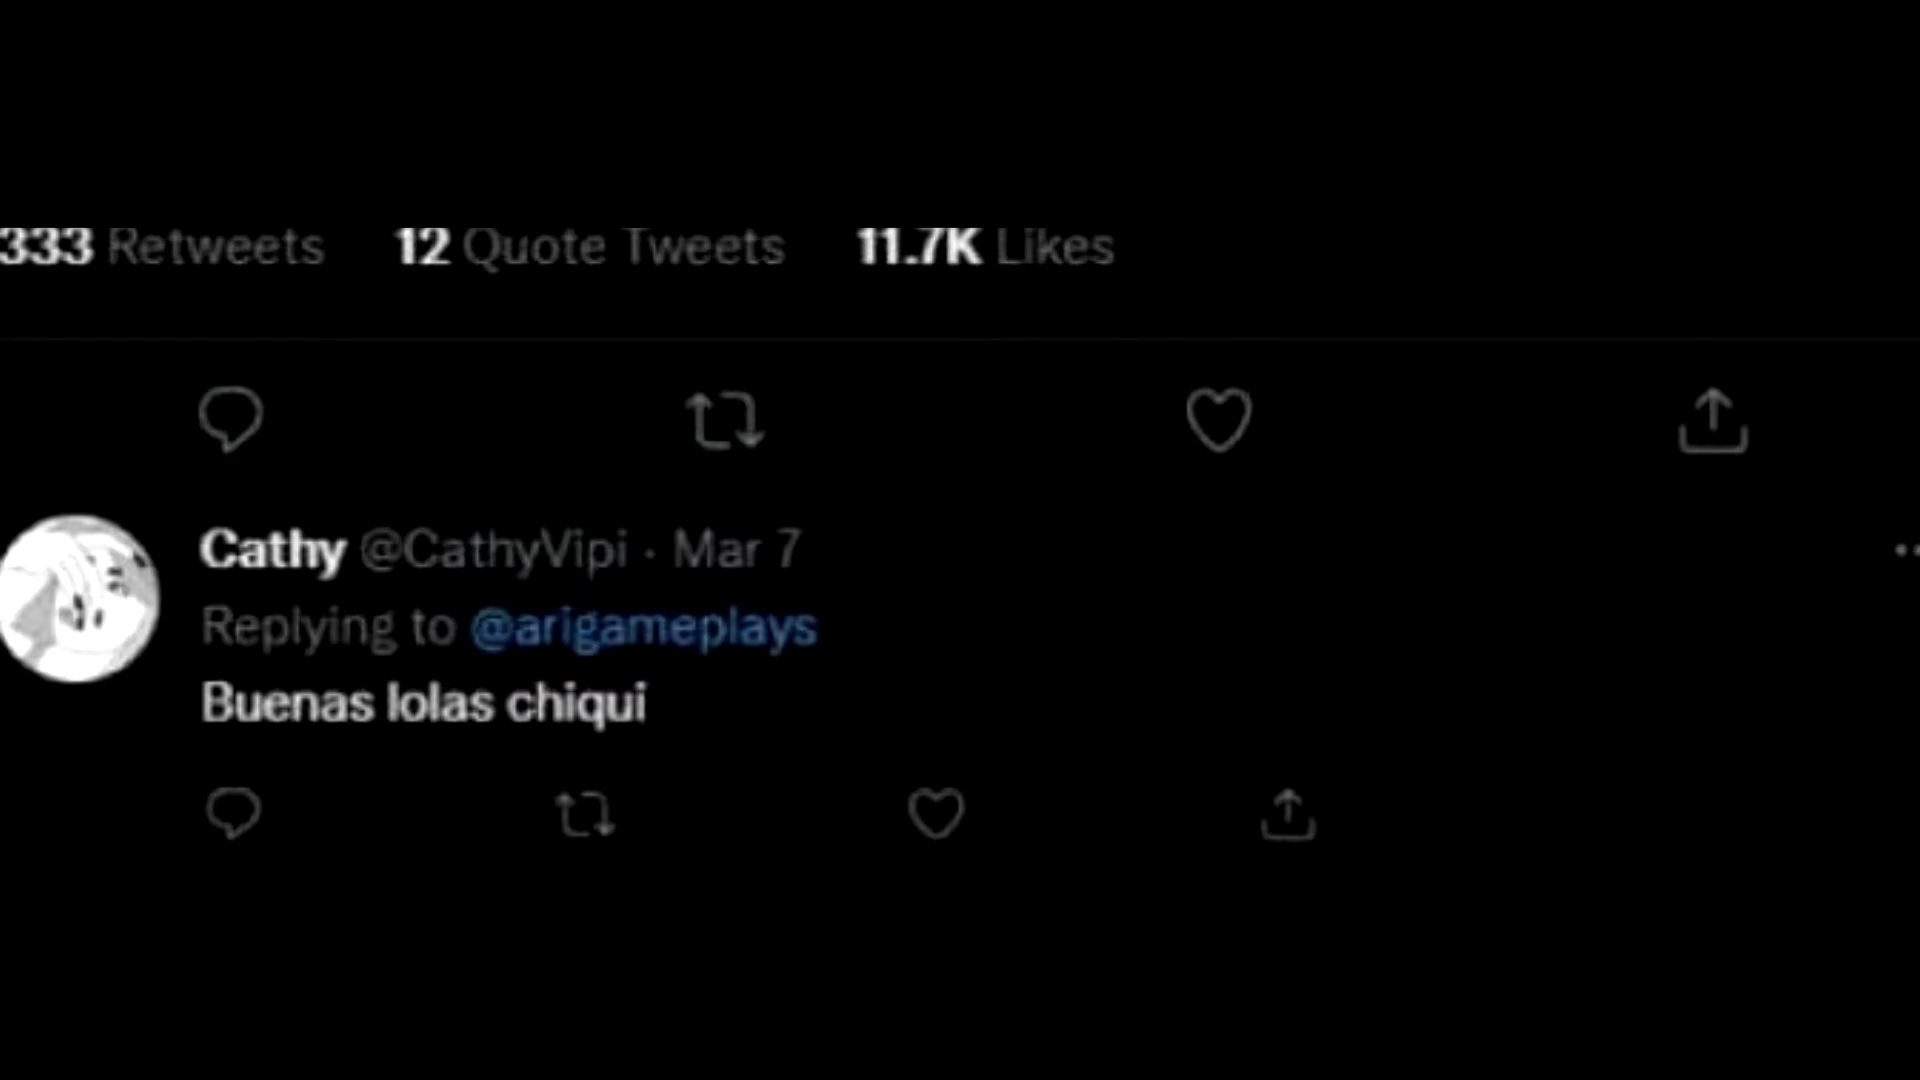 333 Retweets 12 Quote Tweets 11.7K Likes
Cathy @CathyVipi · Mar 7
Replying to @arigameplays
Buenas lolas chiqui